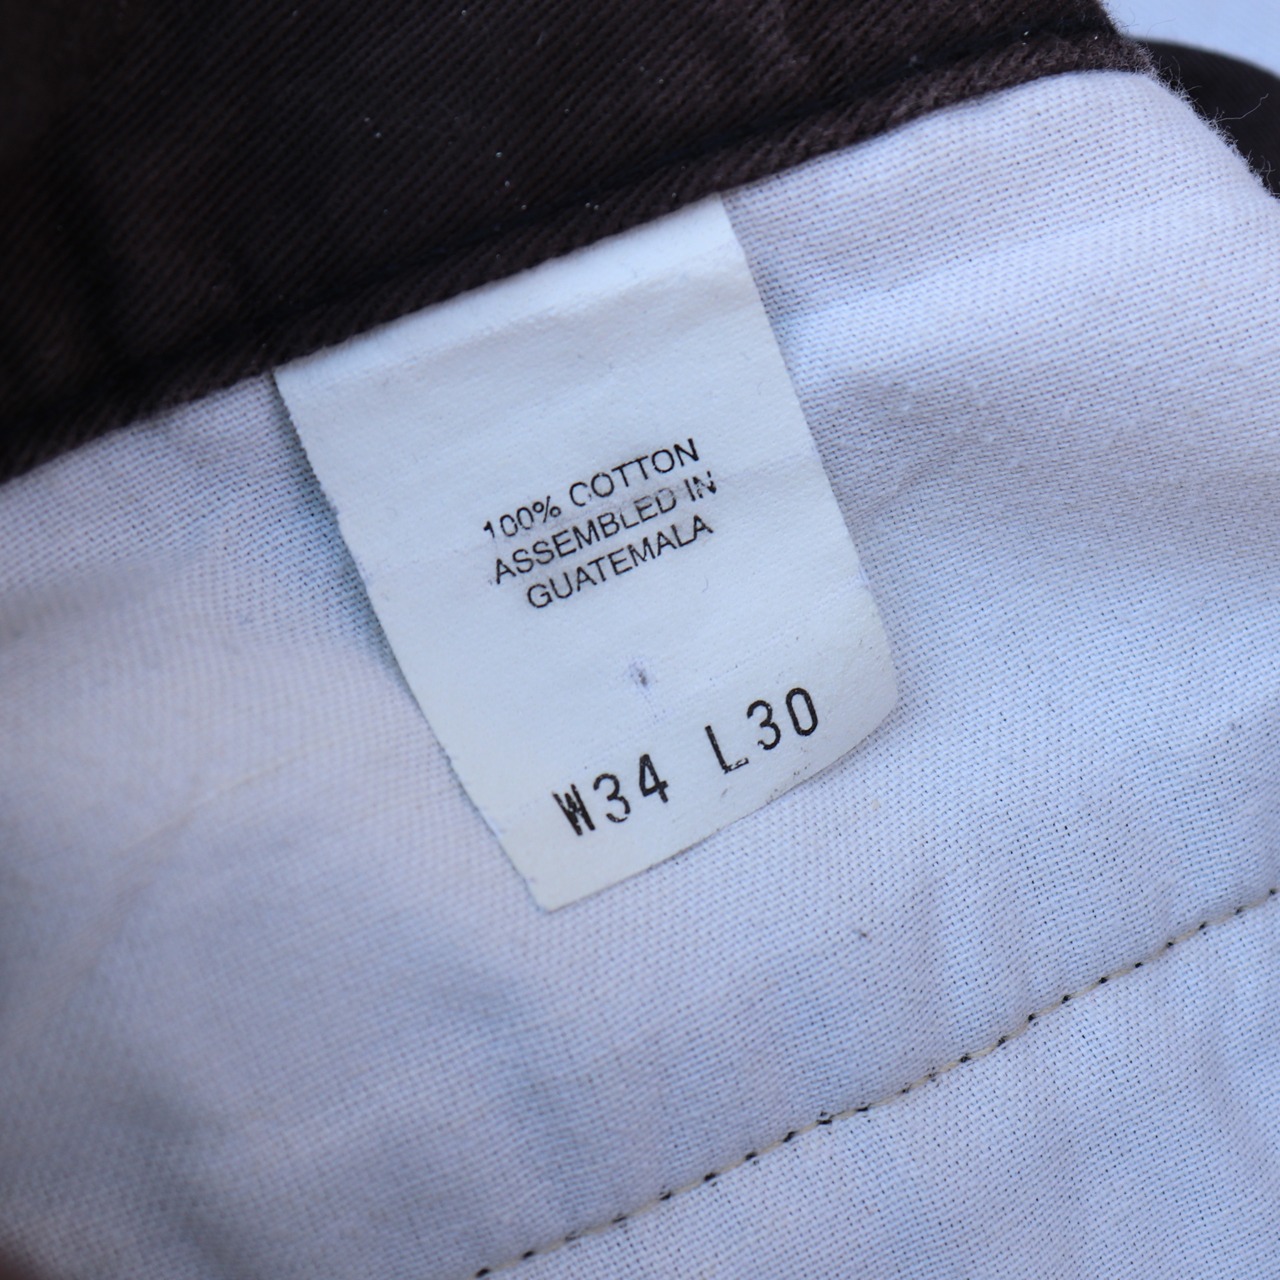 100% COTTON
ASSEMBLED IN
GUATEMALA
W34 L30